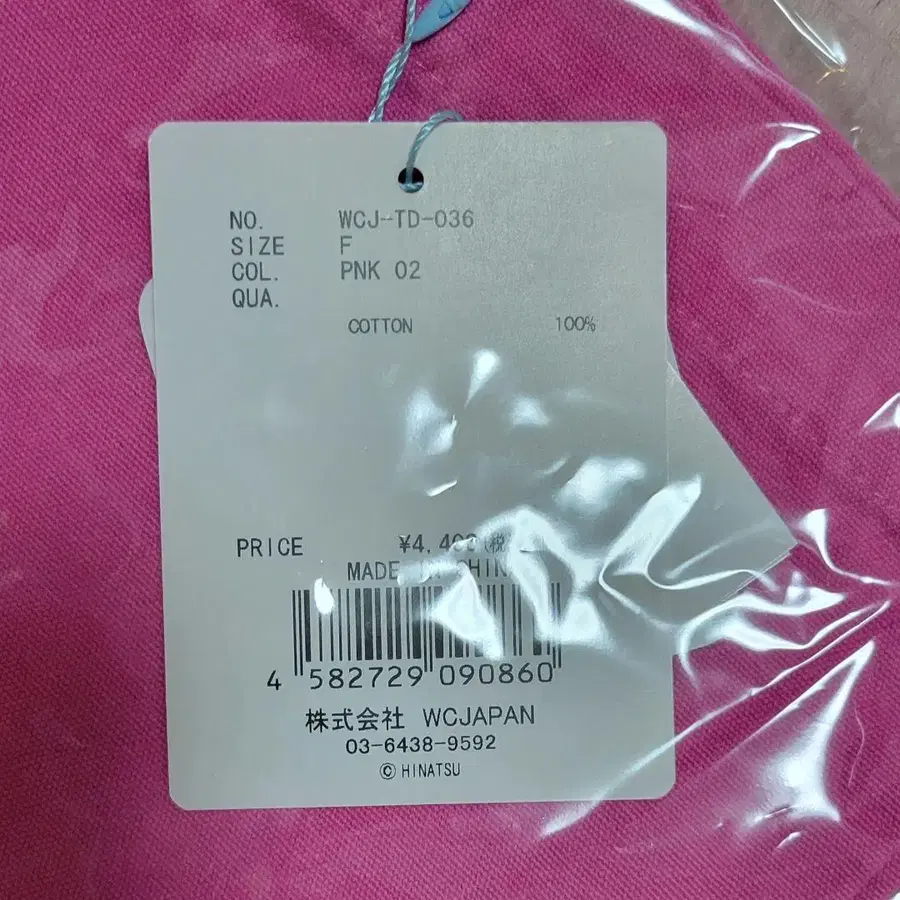 NO. WCJ-TD-036
SIZE F
COL. PNK 02
QUA.
COTTON 100%
PRICE
MADE
4 582729 090860
株式会社 WCJAPAN
03-6438-9592
© HINATSU